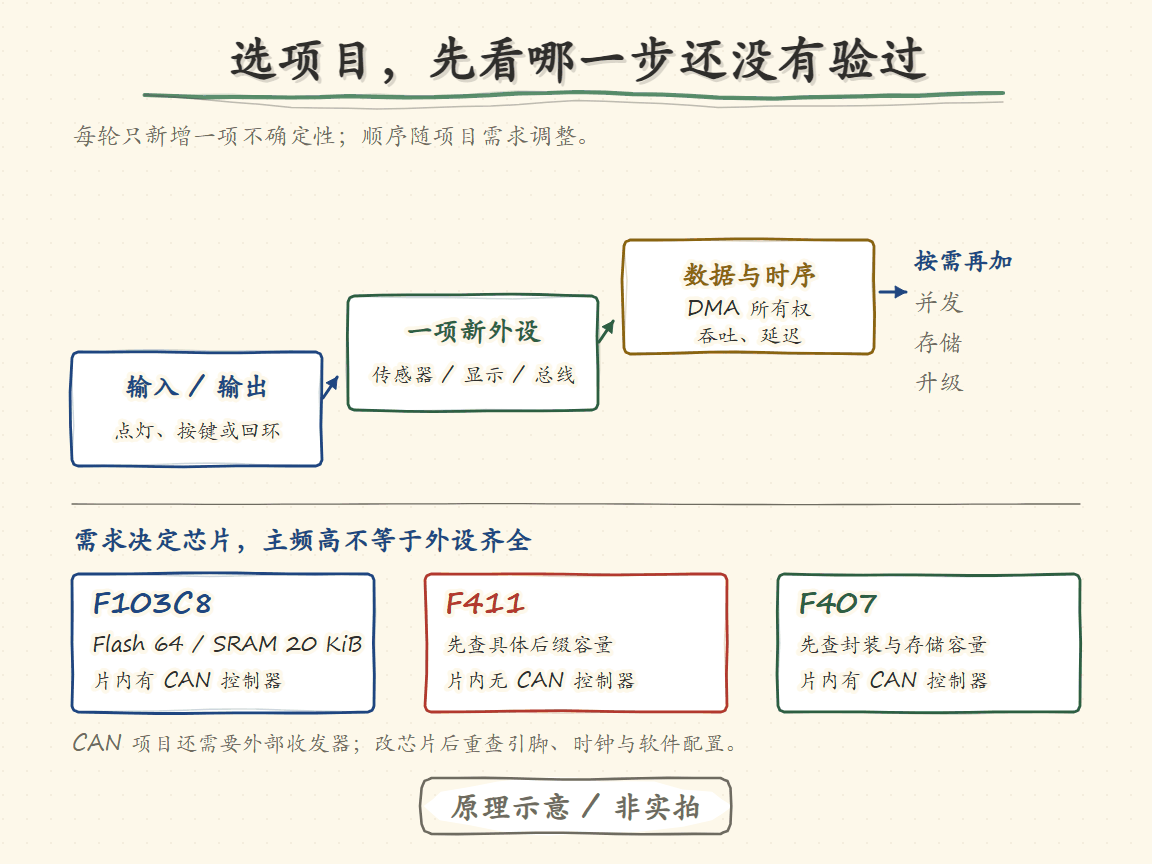 选项目，先看哪一步还没有验过
每轮只新增一项不确定性；顺序随项目需求调整。
输入 / 输出
点灯、按键或回环
一项新外设
传感器 / 显示 / 总线
数据与时序
DMA 所有权
吞吐、延迟
按需再加
并发
存储
升级
需求决定芯片，主频高不等于外设齐全
F103C8
Flash 64 / SRAM 20 KiB
片内有 CAN 控制器
F411
先查具体后缀容量
片内无 CAN 控制器
F407
先查封装与存储容量
片内有 CAN 控制器
CAN 项目还需要外部收发器；改芯片后重查引脚、时钟与软件配置。
原理示意 / 非实拍